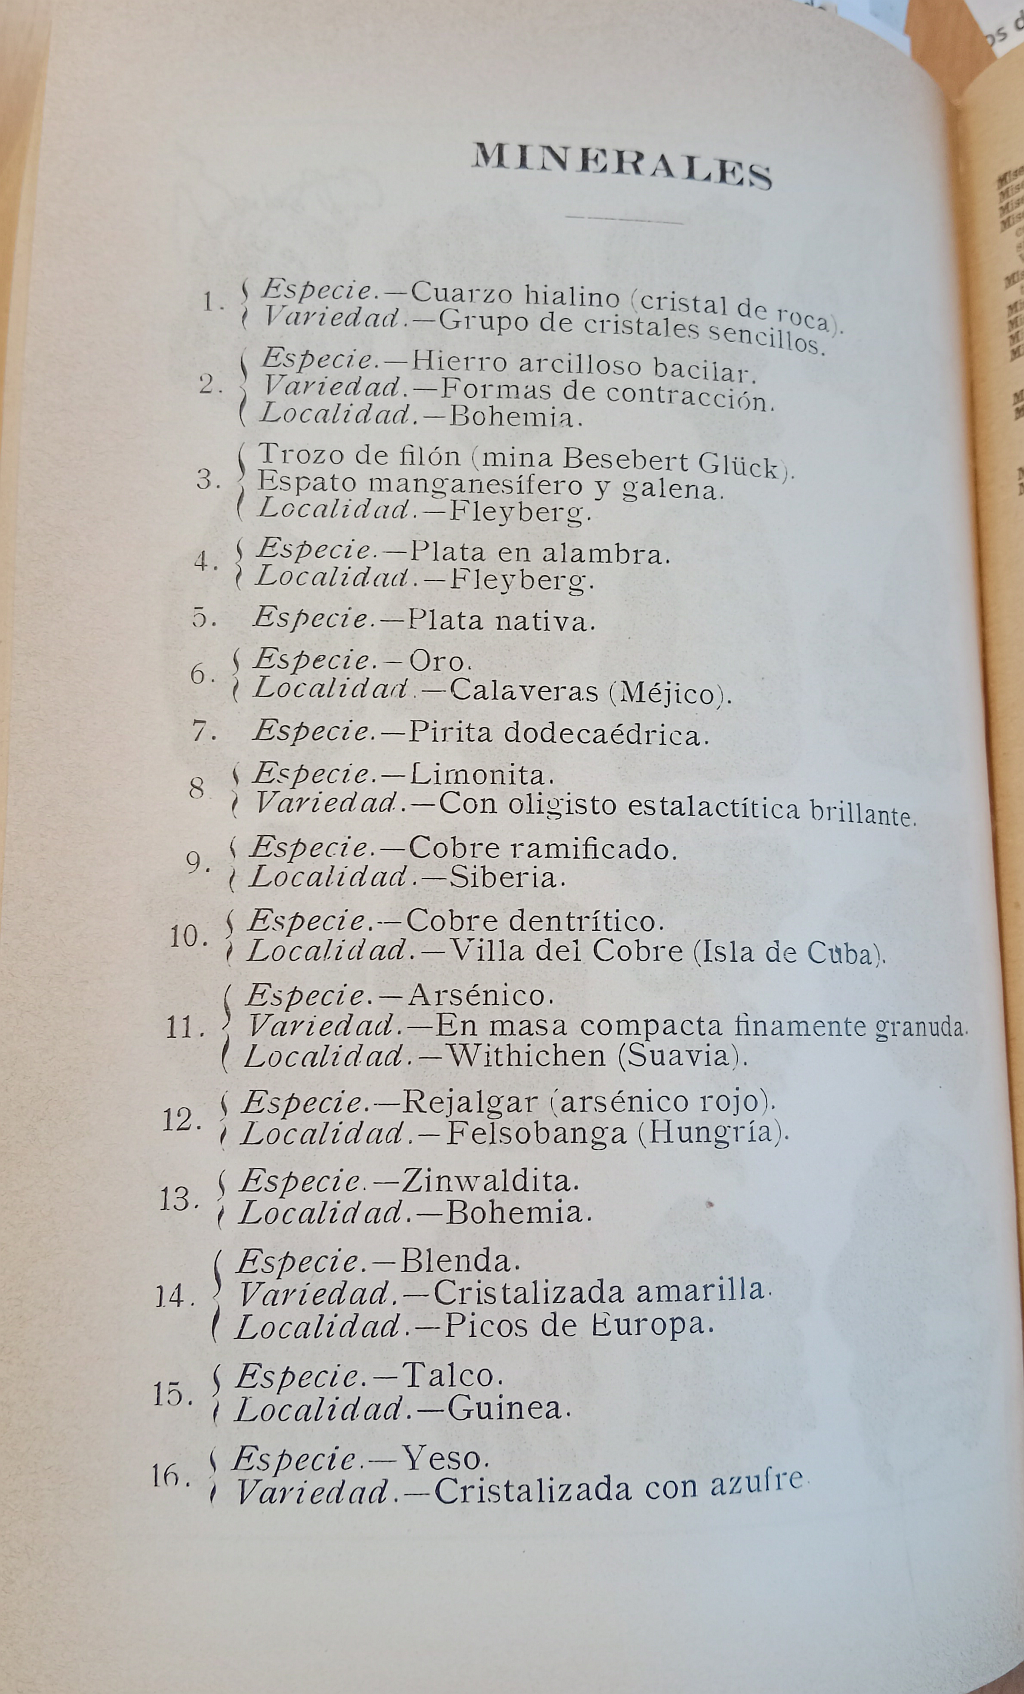 MINERALES
1. Especie.—Cuarzo hialino (cristal de roca).
Variedad.—Grupo de cristales sencillos.
2. Especie.—Hierro arcilloso bacilar.
Variedad.—Formas de contracción.
Localidad.—Bohemia.
3. Trozo de filón (mina Besebert Glück).
Espato manganesífero y galena.
Localidad.—Fleyberg.
4. Especie.—Plata en alambra.
Localidad.—Fleyberg.
5. Especie.—Plata nativa.
6. Especie.—Oro.
Localidad.—Calaveras (Méjico).
7. Especie.—Pirita dodecaédrica.
8 Especie.—Limonita.
Variedad.—Con oligisto estalactítica brillante.
9. Especie.—Cobre ramificado.
Localidad.—Siberia.
10. Especie.—Cobre dentrítico.
Localidad.—Villa del Cobre (Isla de Cuba).
11. Especie.—Arsénico.
Variedad.—En masa compacta finamente granuda.
Localidad.—Withichen (Suavia).
12. Especie.—Rejalgar (arsénico rojo).
Localidad.—Felsobanga (Hungría).
13. Especie.—Zinwaldita.
Localidad.—Bohemia.
14. Especie.—Blenda.
Variedad.—Cristalizada amarilla.
Localidad.—Picos de Europa.
15. Especie.—Talco.
Localidad.—Guinea.
16. Especie.—Yeso.
Variedad.—Cristalizada con azufre.